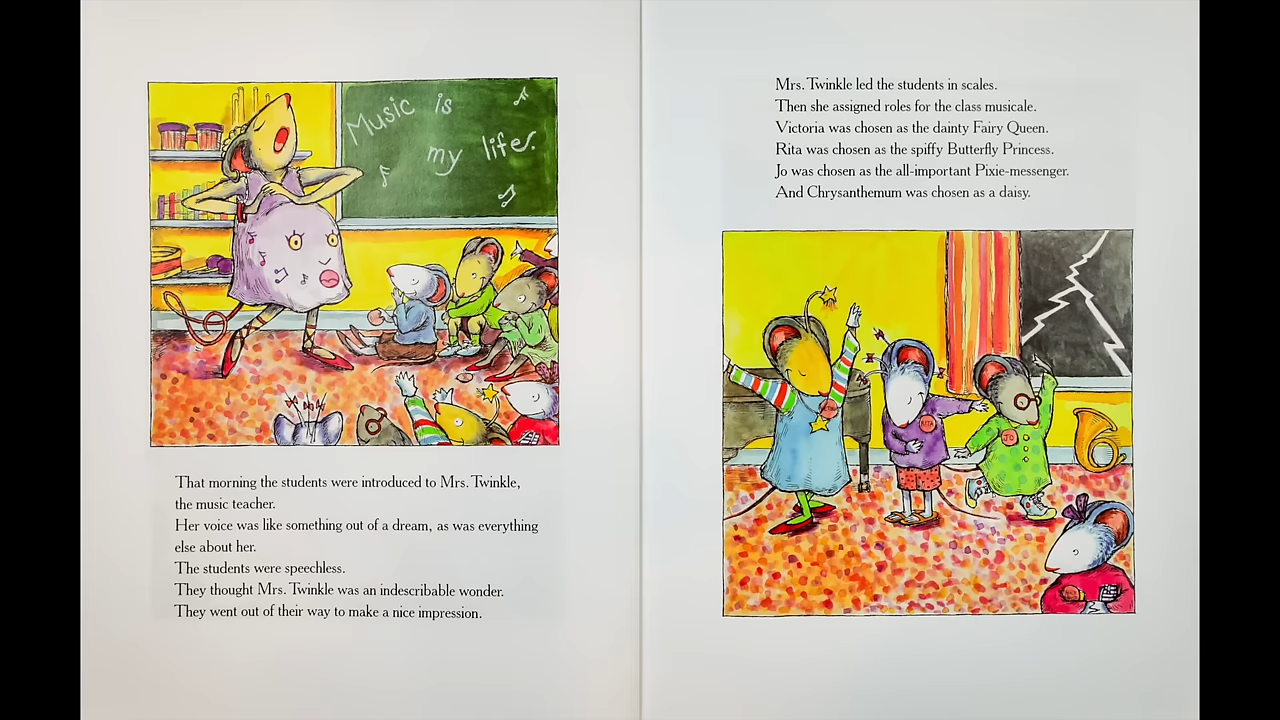 Music is
my life.
That morning the students were introduced to Mrs. Twinkle,
the music teacher.
Her voice was like something out of a dream, as was everything
else about her.
The students were speechless.
They thought Mrs. Twinkle was an indescribable wonder.
They went out of their way to make a nice impression.
Mrs. Twinkle led the students in scales.
Then she assigned roles for the class musicale.
Victoria was chosen as the dainty Fairy Queen.
Rita was chosen as the spiffy Butterfly Princess.
Jo was chosen as the all-important Pixie-messenger.
And Chrysanthemum was chosen as a daisy.
RITA
JO